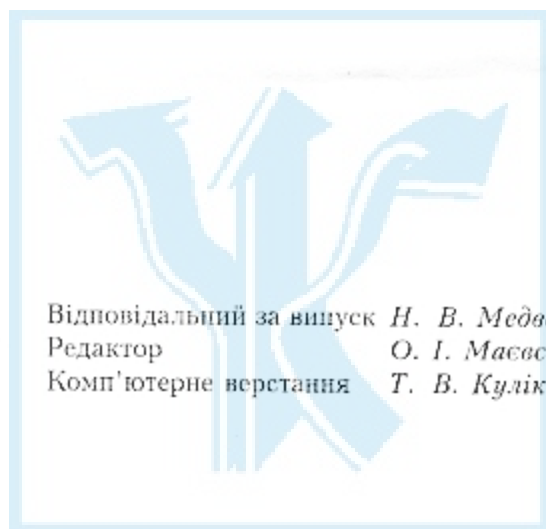 Відповідальний за випуск Н. В. Медв
Редактор О. І. Маєвс
Комп'ютерне верстання Т. В. Кулік